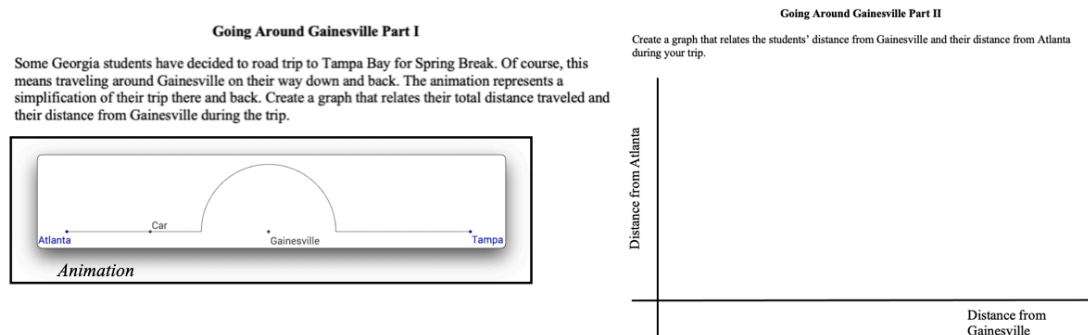 Going Around Gainesville Part I
Some Georgia students have decided to road trip to Tampa Bay for Spring Break. Of course, this
means traveling around Gainesville on their way down and back. The animation represents a
simplification of their trip there and back. Create a graph that relates their total distance traveled and
their distance from Gainesville during the trip.
Car
Atlanta
Gainesville
Tampa
Animation
Going Around Gainesville Part II
Create a graph that relates the students' distance from Gainesville and their distance from Atlanta
during your trip.
Distance from Atlanta
Distance from
Gainesville